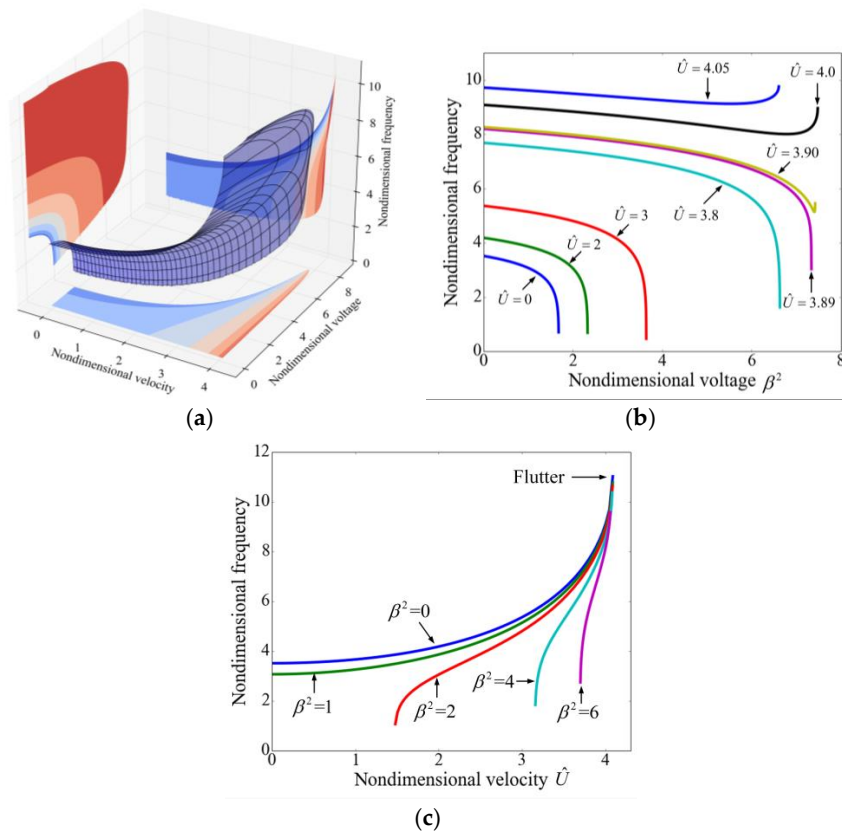 Nondimensional frequency
10
8
6
4
2
0
0
1
2
3
4
Nondimensional velocity
0
2
4
6
8
Nondimensional voltage
(a)
Nondimensional frequency
10
8
6
4
2
0
Û = 4.05
Û = 4.0
Û = 3.90
Û = 3.8
Û = 3
Û = 2
Û = 0
Û = 3.89
0 2 4 6 8
Nondimensional voltage β²
(b)
Nondimensional frequency
12
10
8
6
4
2
0
Flutter
β²=0
β²=1
β²=2
β²=4
β²=6
0 1 2 3 4
Nondimensional velocity Û
(c)